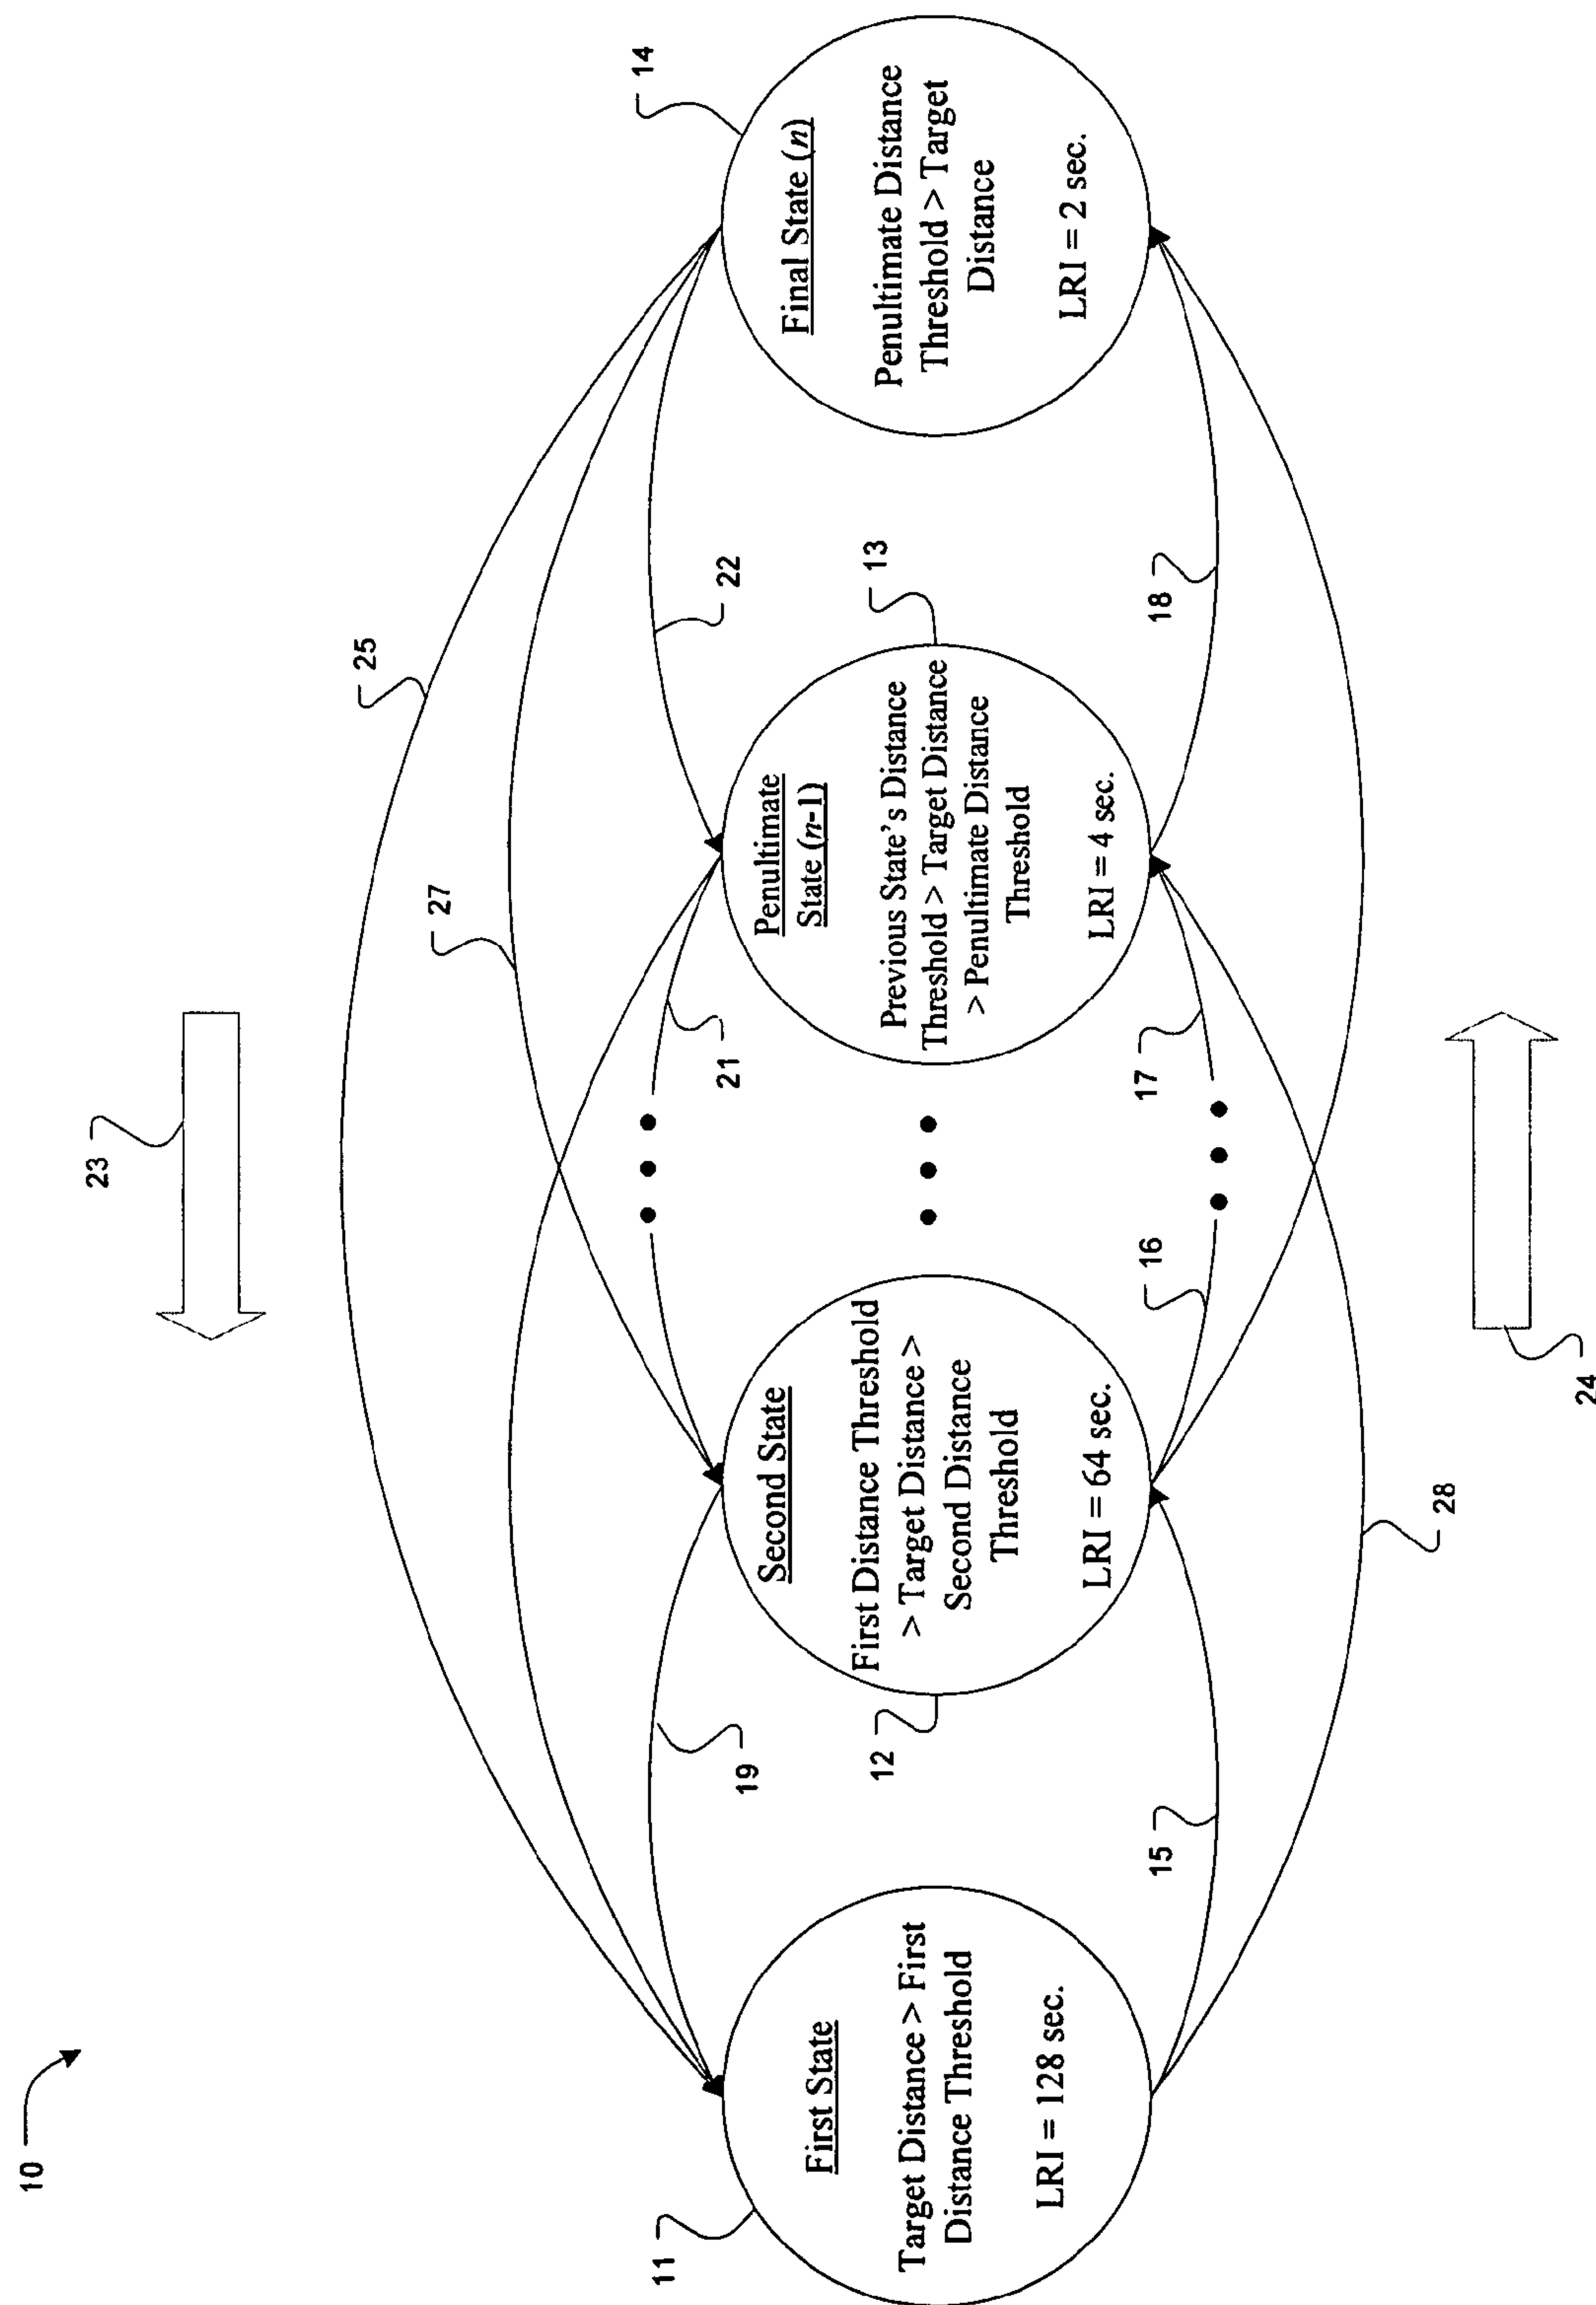 10
23
25
27
19
21
22
14
11
First State
Target Distance > First
Distance Threshold
LRI = 128 sec.
12
Second State
First Distance Threshold
> Target Distance >
Second Distance
Threshold
LRI = 64 sec.
13
Penultimate
State (n-1)
Previous State's Distance
Threshold > Target Distance
> Penultimate Distance
Threshold
LRI = 4 sec.
Final State (n)
Penultimate Distance
Threshold > Target
Distance
LRI = 2 sec.
15
16
17
18
28
24